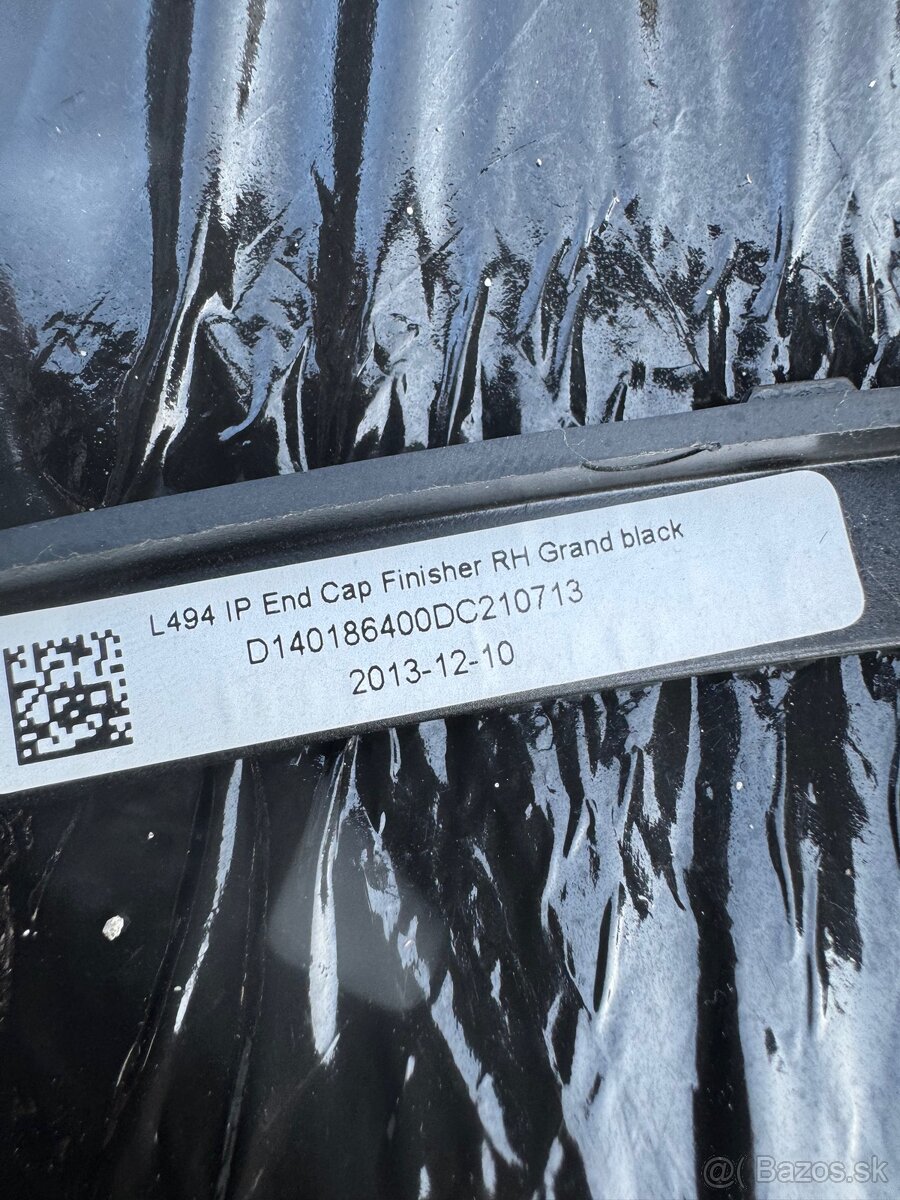 L494 IP End Cap Finisher RH Grand black
D140186400DC210713
2013-12-10
@( Bazos.sk